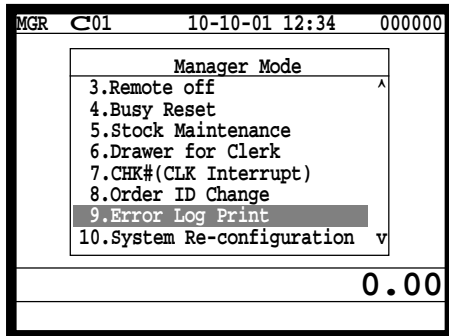 MGR C01 10-10-01 12:34 000000
Manager Mode
3.Remote off ^
4.Busy Reset
5.Stock Maintenance
6.Drawer for Clerk
7.CHK#(CLK Interrupt)
8.Order ID Change
9.Error Log Print
10.System Re-configuration v
0.00